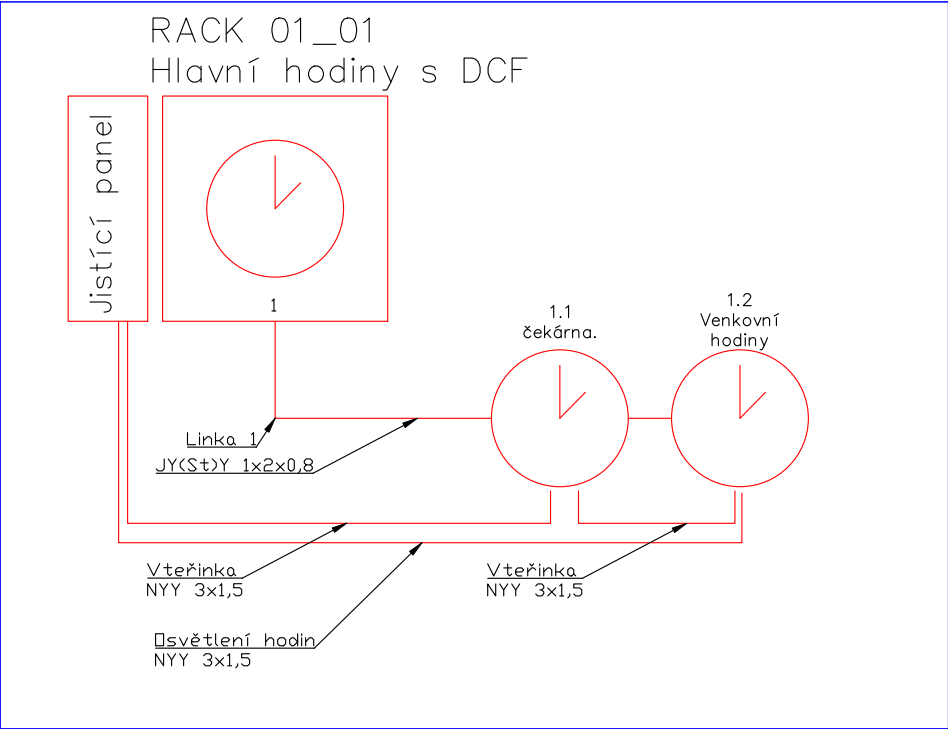 RACK 01_01
Hlavní hodiny s DCF
Jistící panel
1
1.1
čekárna.
1.2
Venkovní
hodiny
Linka 1
JY(St)Y 1x2x0,8
Vteřinka
NYY 3x1,5
Vteřinka
NYY 3x1,5
Osvětlení hodin
NYY 3x1,5